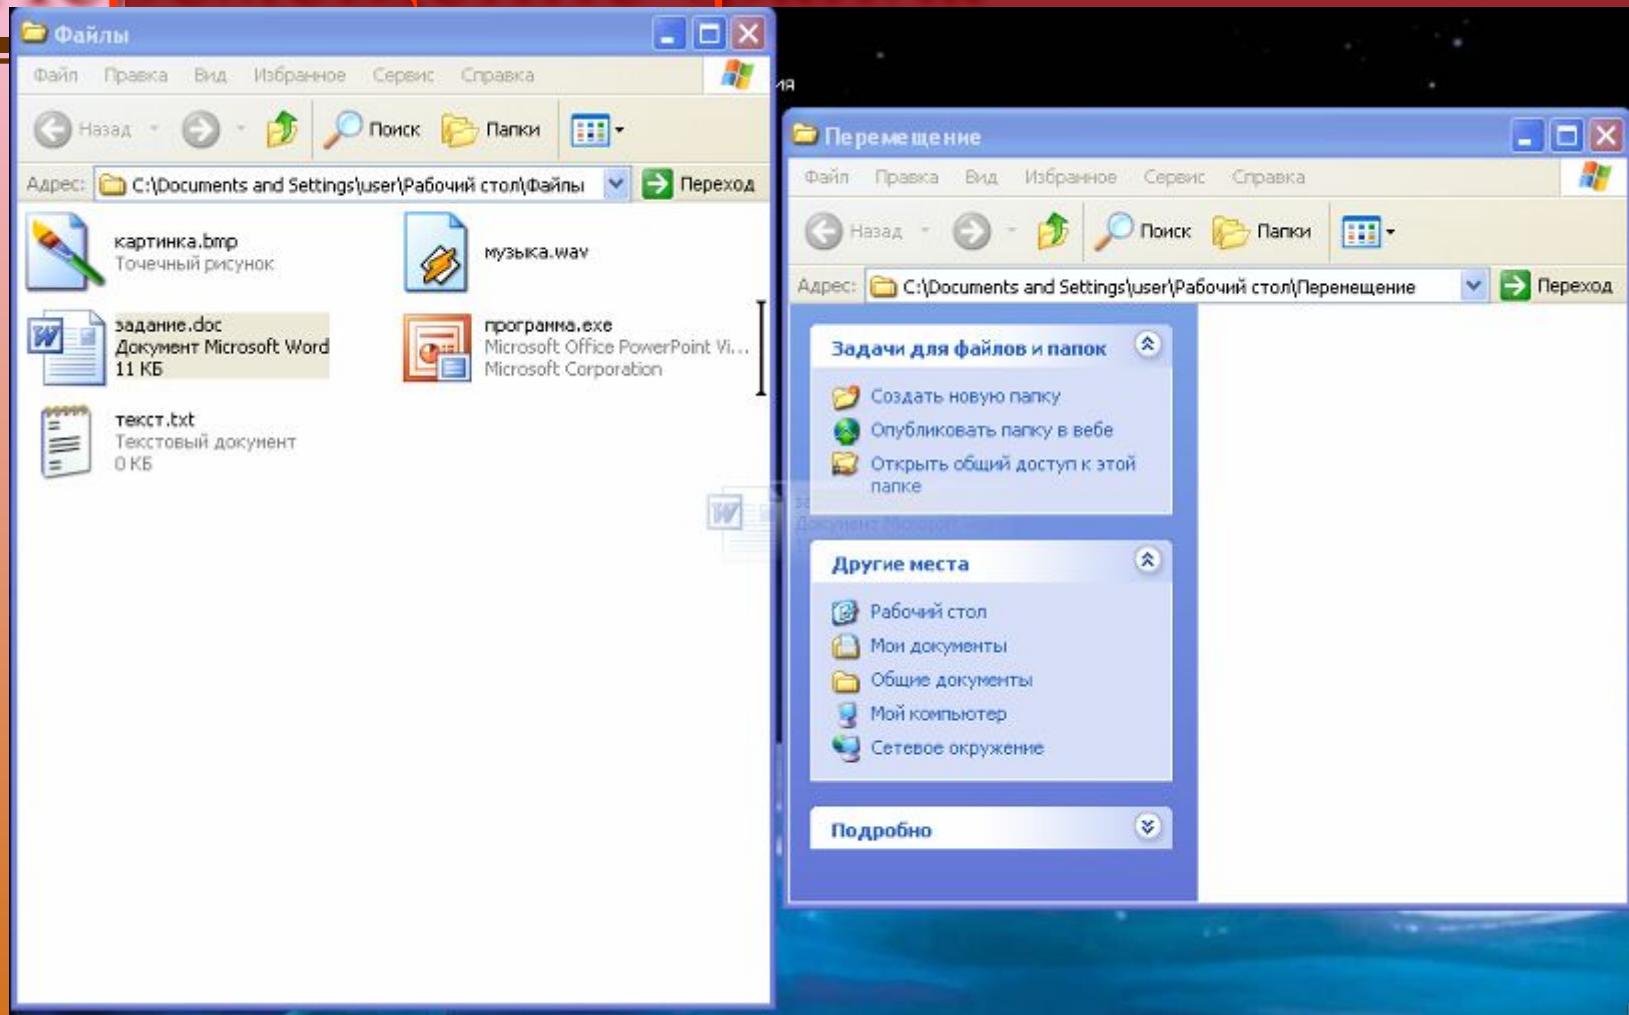 Файлы
Файл Правка Вид Избранное Сервис Справка
Назад Поиск Папки
Адрес: C:\Documents and Settings\user\Рабочий стол\Файлы Переход
картинка.bmp
Точечный рисунок
музыка.wav
задание.doc
Документ Microsoft Word
11 КБ
программа.exe
Microsoft Office PowerPoint Vi...
Microsoft Corporation
текст.txt
Текстовый документ
0 КБ
ия
Перемещение
Файл Правка Вид Избранное Сервис Справка
Назад Поиск Папки
Адрес: C:\Documents and Settings\user\Рабочий стол\Перемещение Переход
Задачи для файлов и папок
Создать новую папку
Опубликовать папку в вебе
Открыть общий доступ к этой
папке
Документ Microsoft
Другие места
Рабочий стол
Мои документы
Общие документы
Мой компьютер
Сетевое окружение
Подробно